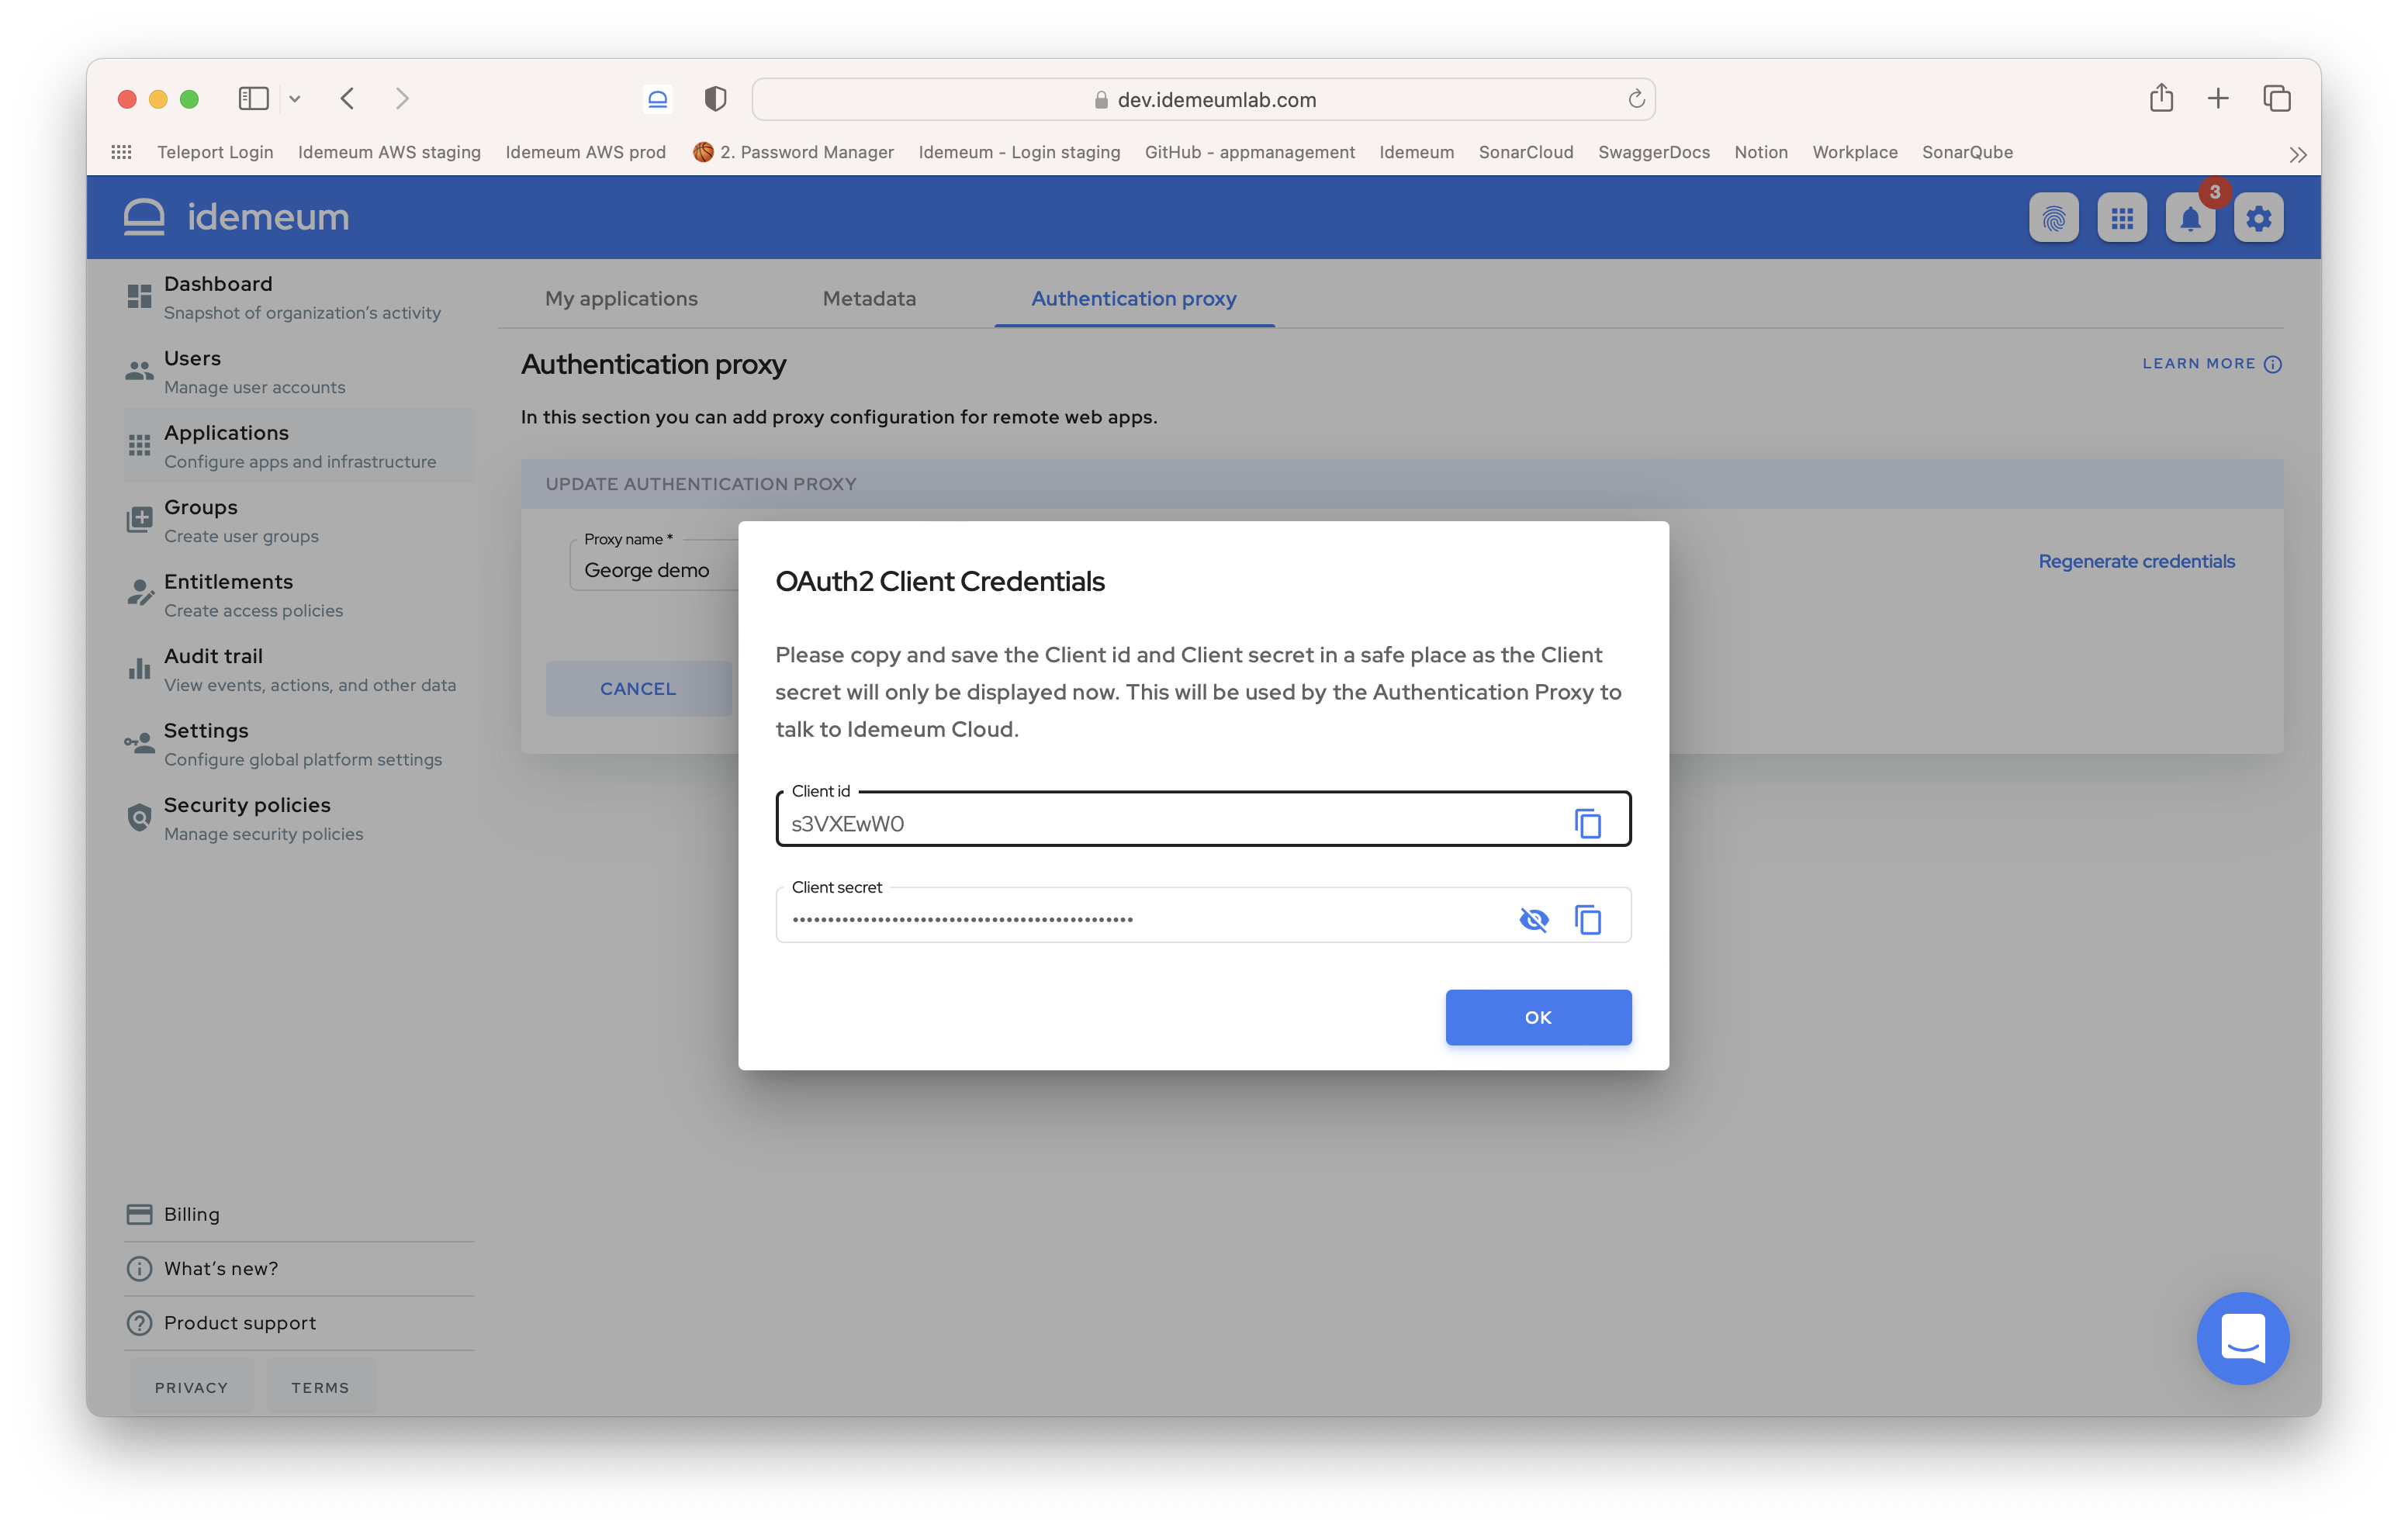 dev.idemeumlab.com
Teleport Login Idemeum AWS staging Idemeum AWS prod 2. Password Manager Idemeum - Login staging GitHub - appmanagement Idemeum SonarCloud SwaggerDocs Notion Workplace SonarQube
idemeum
3
Dashboard
Snapshot of organization's activity
Users
Manage user accounts
Applications
Configure apps and infrastructure
Groups
Create user groups
Entitlements
Create access policies
Audit trail
View events, actions, and other data
Settings
Configure global platform settings
Security policies
Manage security policies
Billing
What's new?
Product support
PRIVACY TERMS
My applications Metadata Authentication proxy
Authentication proxy
LEARN MORE
In this section you can add proxy configuration for remote web apps.
UPDATE AUTHENTICATION PROXY
Proxy name *
George demo
Regenerate credentials
CANCEL
OAuth2 Client Credentials
Please copy and save the Client id and Client secret in a safe place as the Client
secret will only be displayed now. This will be used by the Authentication Proxy to
talk to Idemeum Cloud.
Client id
s3VXEwW0
Client secret
OK